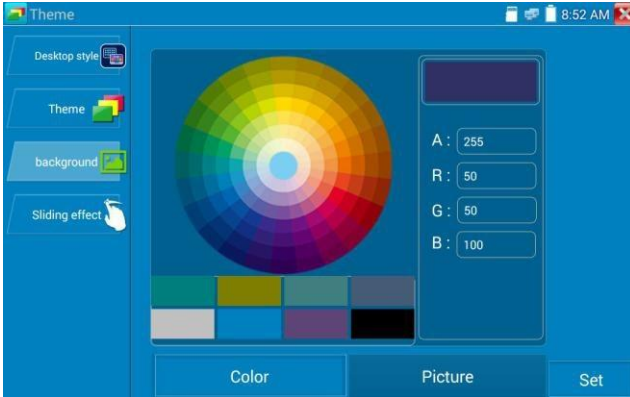 Theme
8:52 AM
Desktop style
Theme
background
Sliding effect
A : 255
R : 50
G : 50
B : 100
Color
Picture
Set